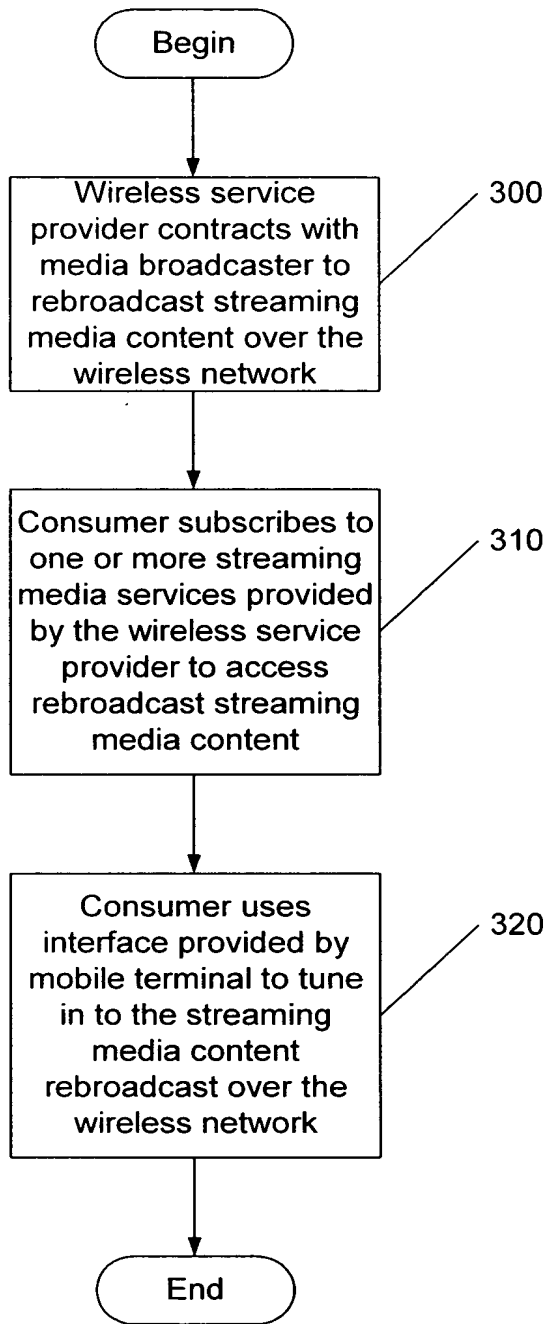 Begin
Wireless service
provider contracts with
media broadcaster to
rebroadcast streaming
media content over the
wireless network
300
Consumer subscribes to
one or more streaming
media services provided
by the wireless service
provider to access
rebroadcast streaming
media content
310
Consumer uses
interface provided by
mobile terminal to tune
in to the streaming
media content
rebroadcast over the
wireless network
320
End